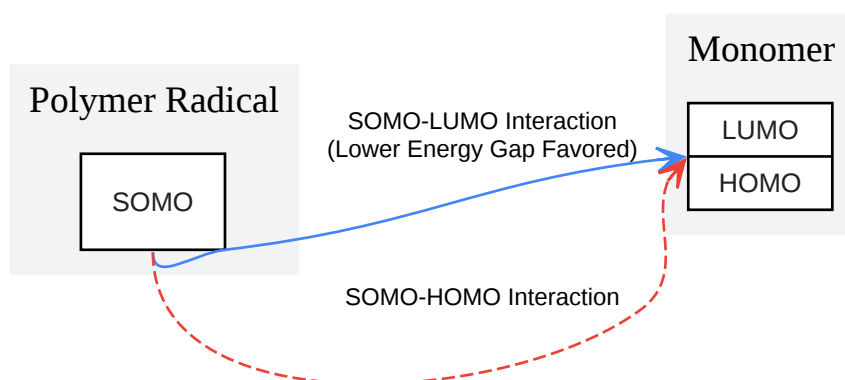 Polymer Radical
SOMO
SOMO-LUMO Interaction
(Lower Energy Gap Favored)
SOMO-HOMO Interaction
Monomer
LUMO
HOMO